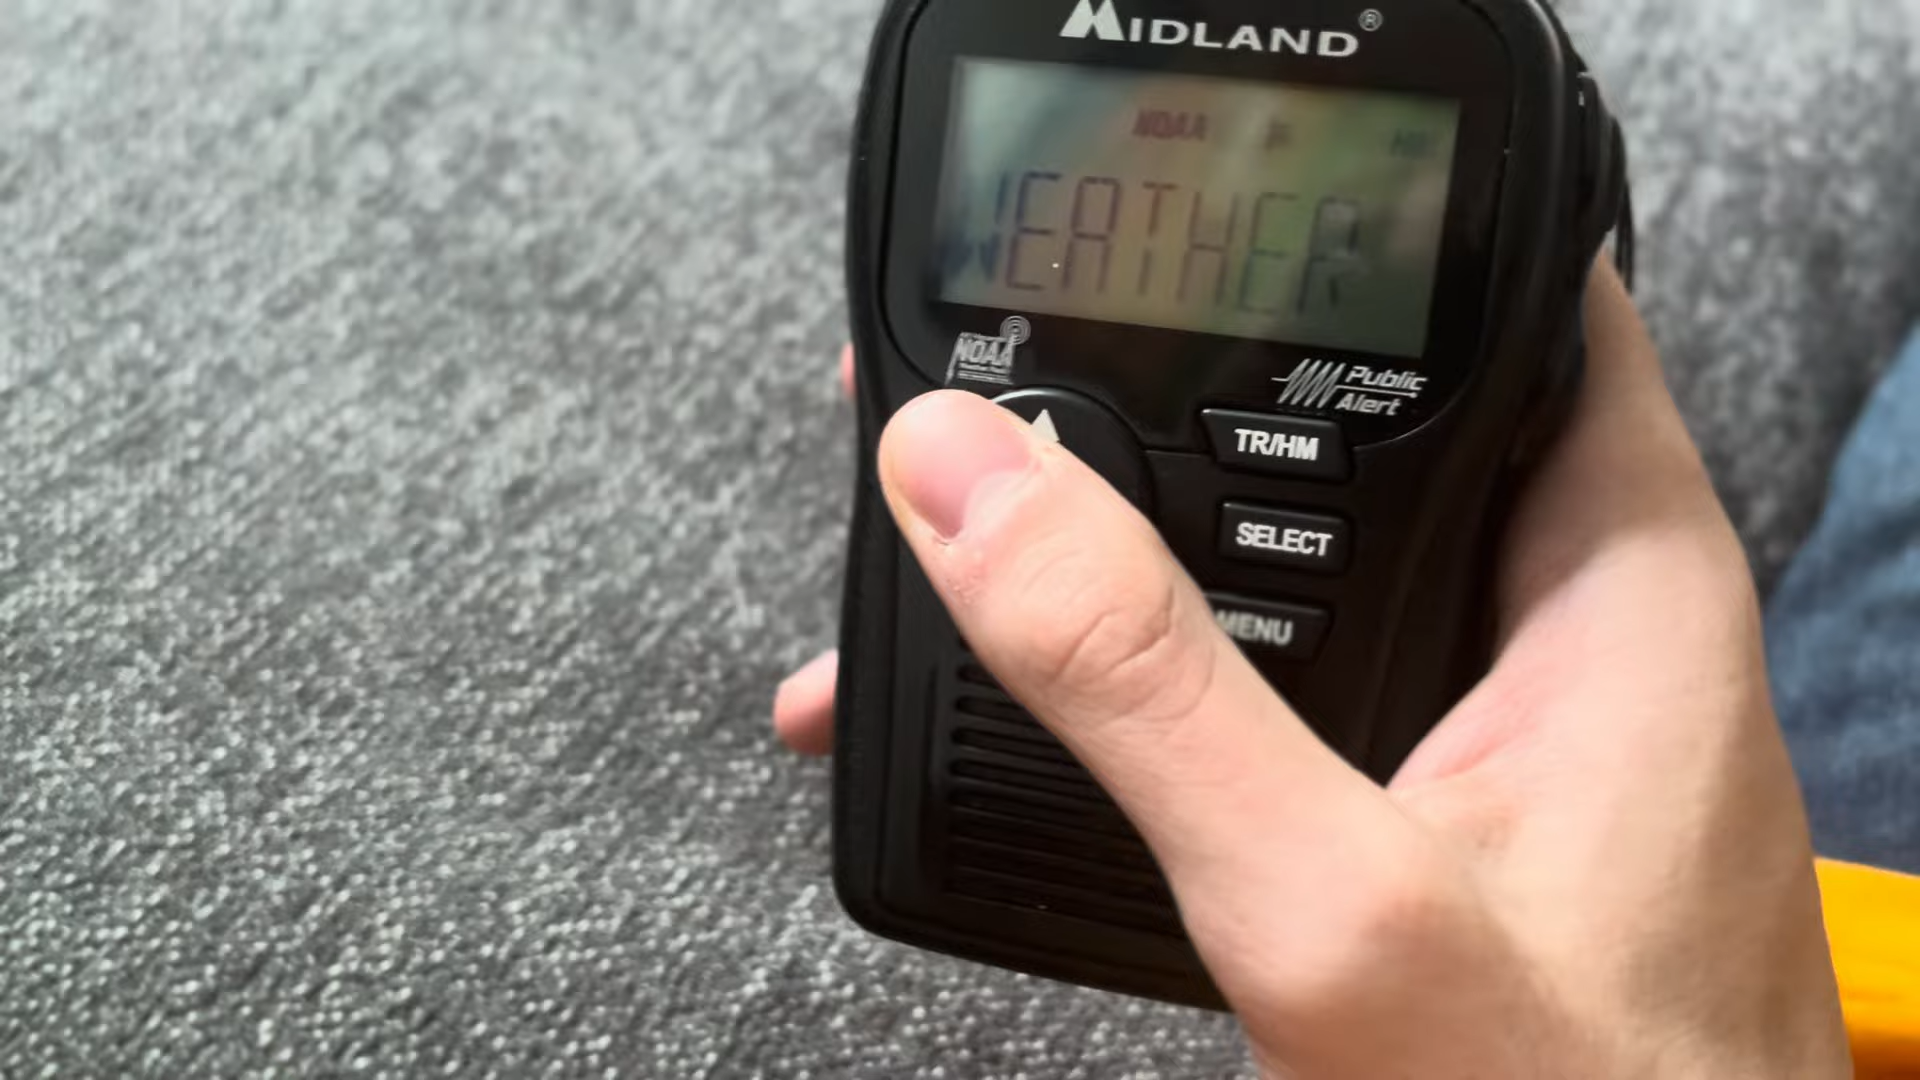 MIDLAND®
NOAA
WEATHER
NOAA
Public
Alert
TR/HM
SELECT
MENU